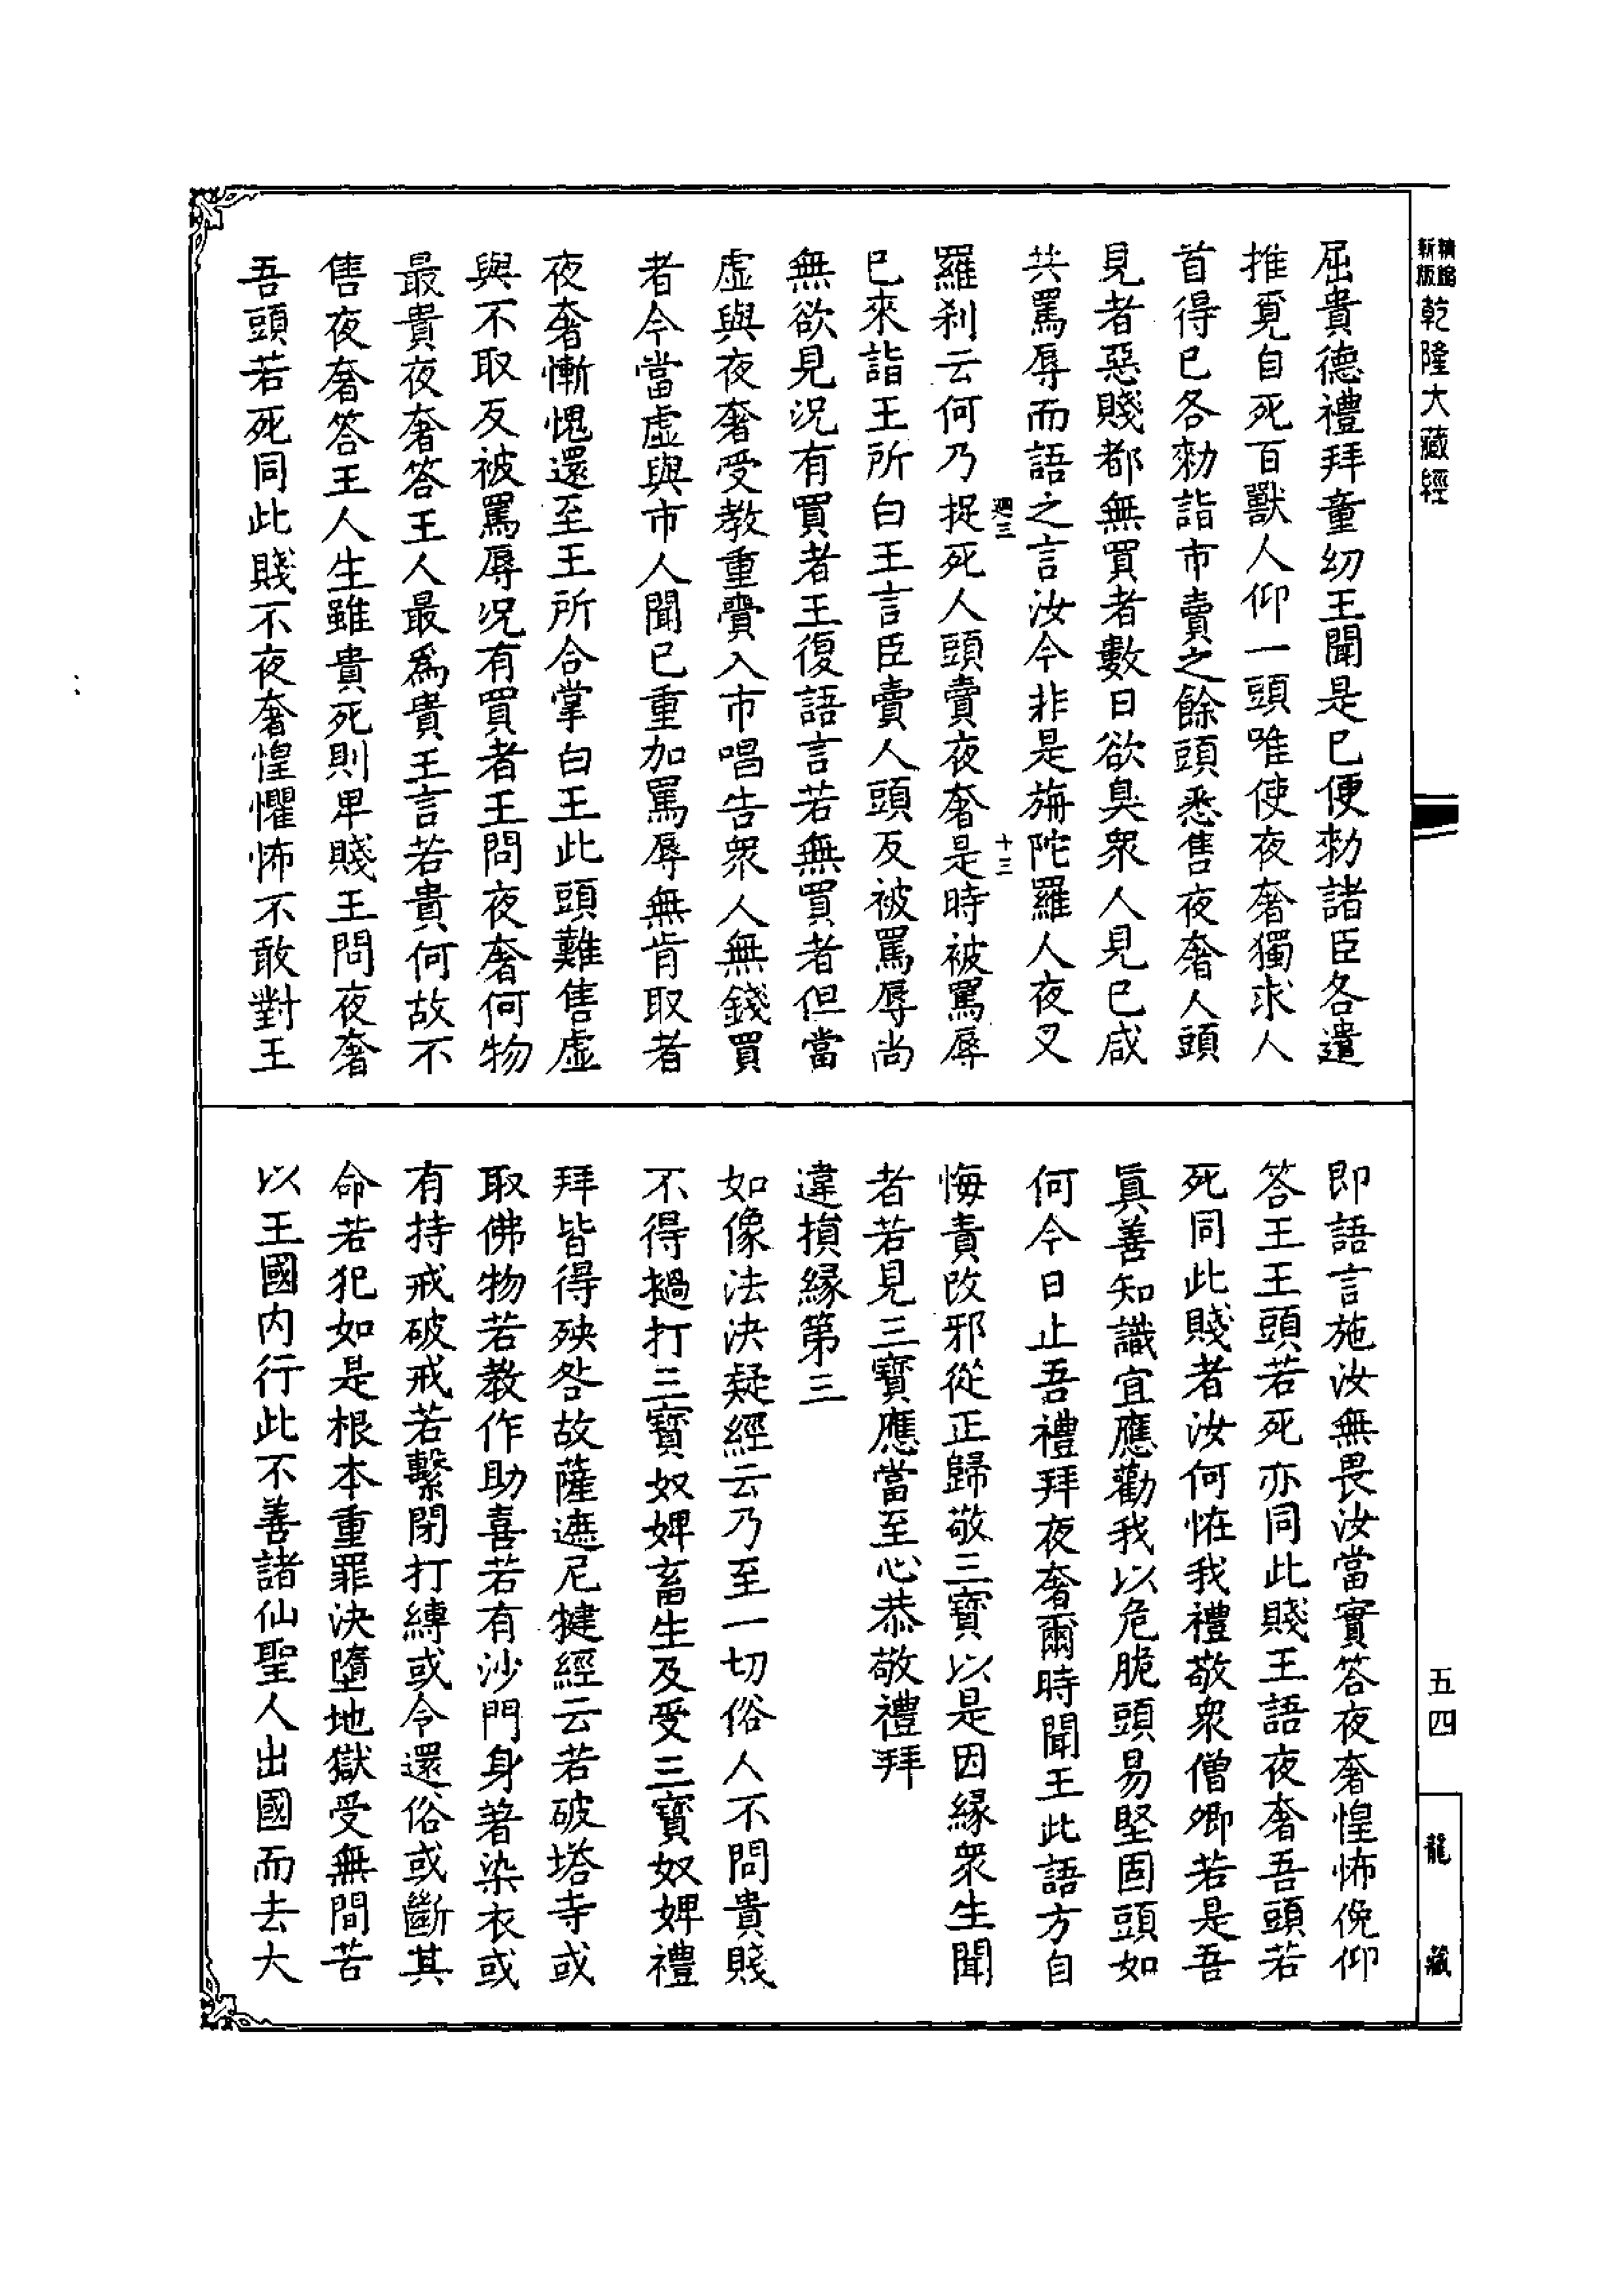 新編
新版
乾隆大藏經
屈貴德禮拜童幼王聞是已便勑諸臣各遣
推覓自死百獸人仰一頭唯使夜奢獨求人
首得已各勑詣市賣之餘頭悉售夜奢人頭
見者惡賤都無買者數日欲臭衆人見已咸
共罵辱而語之言汝今非是旃陀羅人夜叉
週三
十三
羅刹云何乃捉死人頭賣夜奢是時被罵辱
已來詣王所白王言臣賣人頭反被罵辱尚
無欲見況有買者王復語言若無買者但當
虛與夜奢受教重齎入市唱告衆人無錢買
者今當虛與市人聞已重加罵辱無肯取者
夜奢慚愧還至王所合掌白王此頭難售虛
與不取反被罵辱況有買者王問夜奢何物
最貴夜奢答王人最爲貴王言若貴何故不
售夜奢答王人生雖貴死則卑賤王問夜奢
吾頭若死同此賤不夜奢惶懼怖不敢對王
即語言施汝無畏汝當實答夜奢惶怖俛仰
答王王頭若死亦同此賤王語夜奢吾頭若
死同此賤者汝何恠我禮敬衆僧卿若是吾
眞善知識宜應勸我以危脆頭易堅固頭如
何今日止吾禮拜夜奢爾時聞王此語方自
悔責改邪從正歸敬三寶以是因縁衆生聞
者若見三寶應當至心恭敬禮拜
違損縁第三
如像法決疑經云乃至一切俗人不問貴賤
不得撾打三寶奴婢畜生及受三寶奴婢禮
拜皆得殃咎故薩遮尼犍經云若破塔寺或
取佛物若教作助喜若有沙門身著染衣或
有持戒破戒若繫閉打縛或令還俗或斷其
命若犯如是根本重罪決墮地獄受無間苦
以王國内行此不善諸仙聖人出國而去大
五四
龍藏